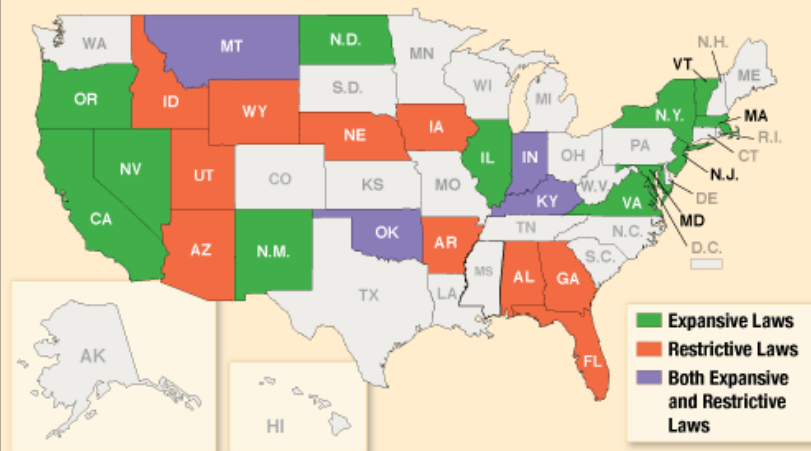 N.H.
WA
MT
N.D.
MN
VT
ME
OR
ID
S.D.
WI
MI
N.Y.
MA
WY
R.I.
NE
IA
PA
CT
NV
UT
CO
IL
IN
OH
N.J.
KS
MO
W.V.
DE
CA
KY
VA
MD
AZ
N.M.
OK
AR
TN
N.C.
D.C.
S.C.
TX
LA
MS
AL
GA
Expansive Laws
Restrictive Laws
Both Expansive
and Restrictive
Laws
AK
FL
HI